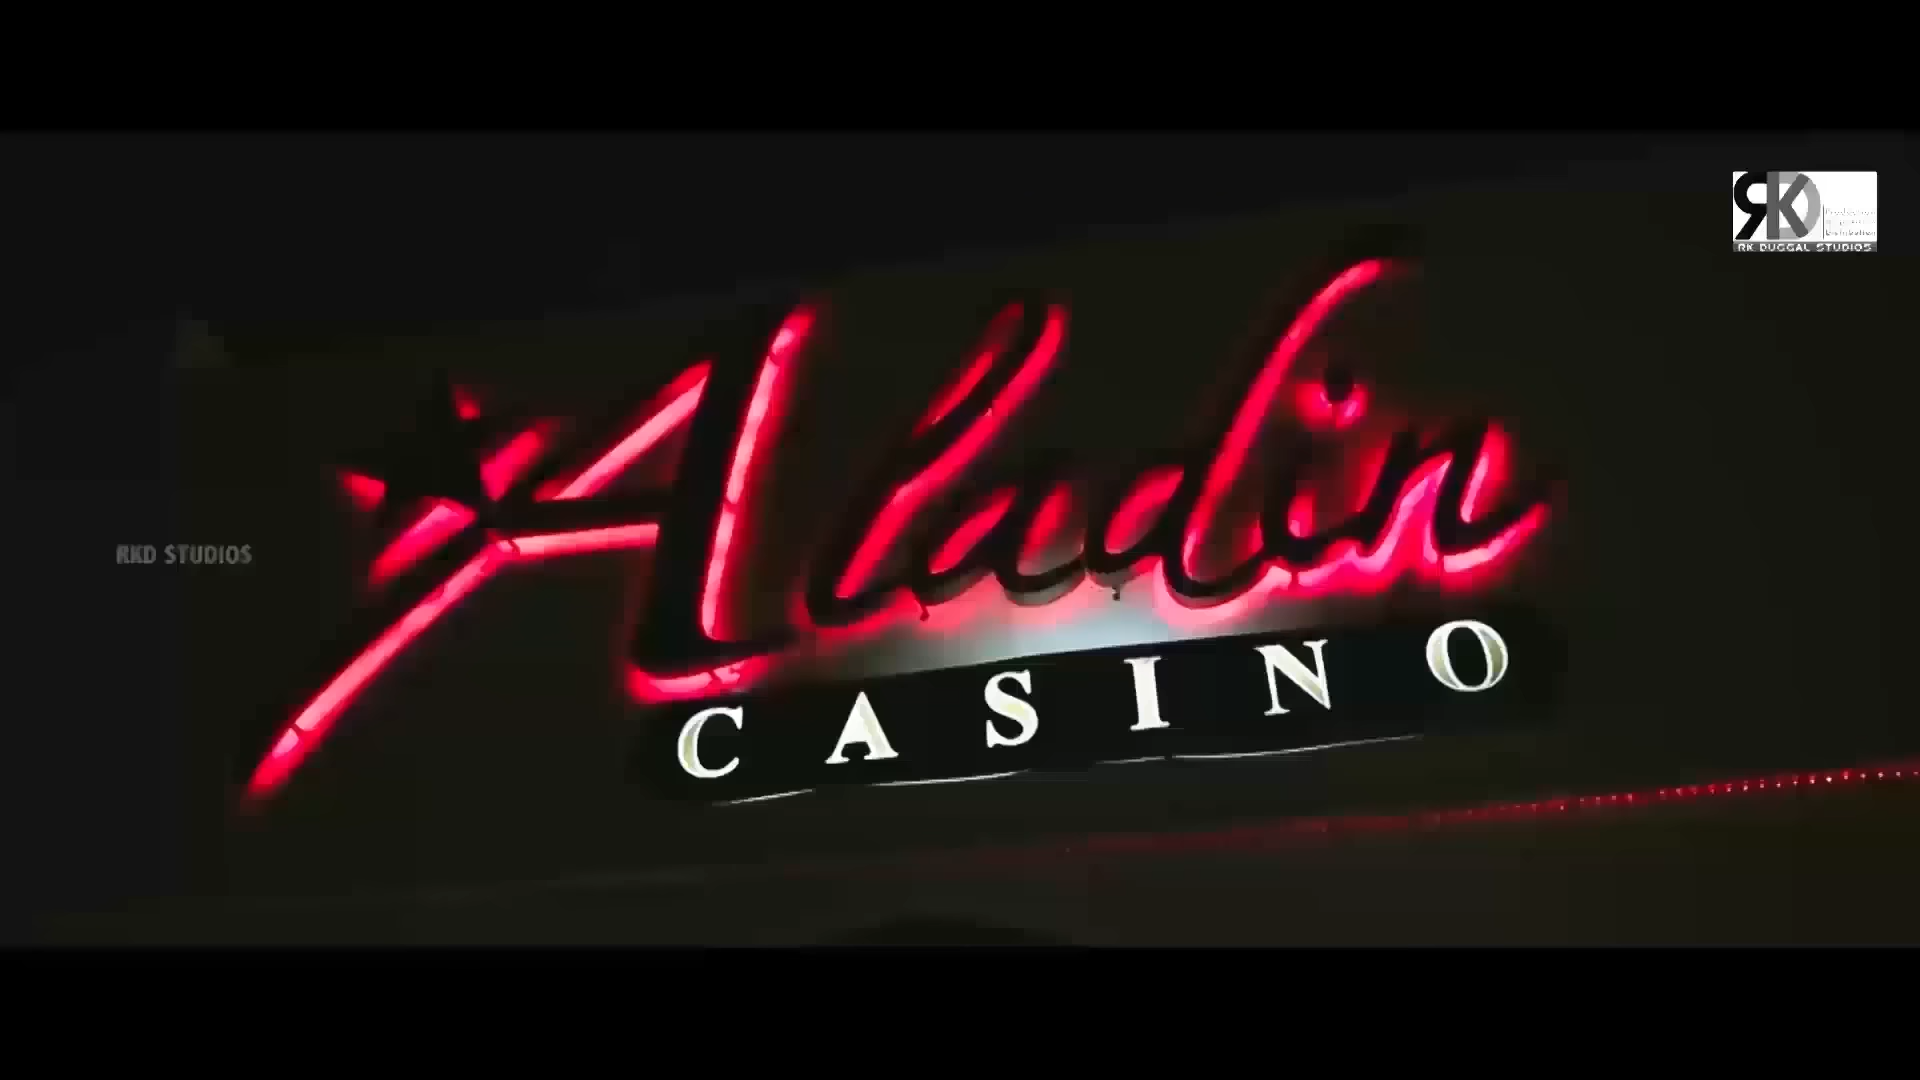 RK DUGGAL STUDIOS
Aladin
RKD STUDIOS
CASINO